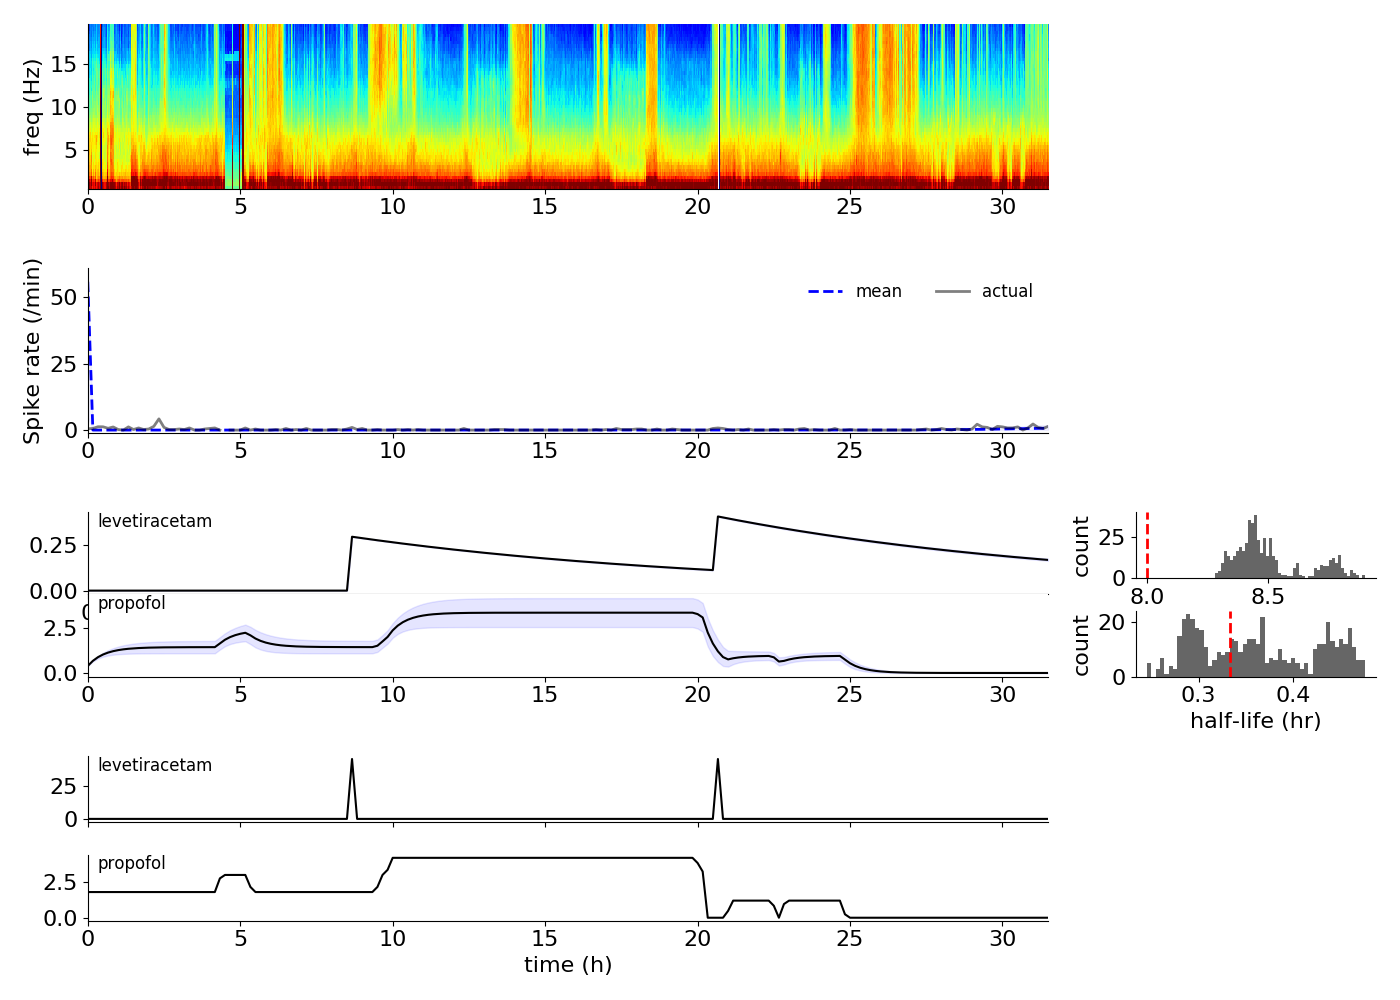 freq (Hz)
15
10
5
0 5 10 15 20 25 30
Spike rate (/min)
50
25
0
mean actual
0 5 10 15 20 25 30
levetiracetam
0.25
0.00
propofol
2.5
0.0
0 5 10 15 20 25 30
count
25
0
8.0 8.5
count
20
0
0.3 0.4
half-life (hr)
levetiracetam
25
0
propofol
2.5
0.0
0 5 10 15 20 25 30
time (h)